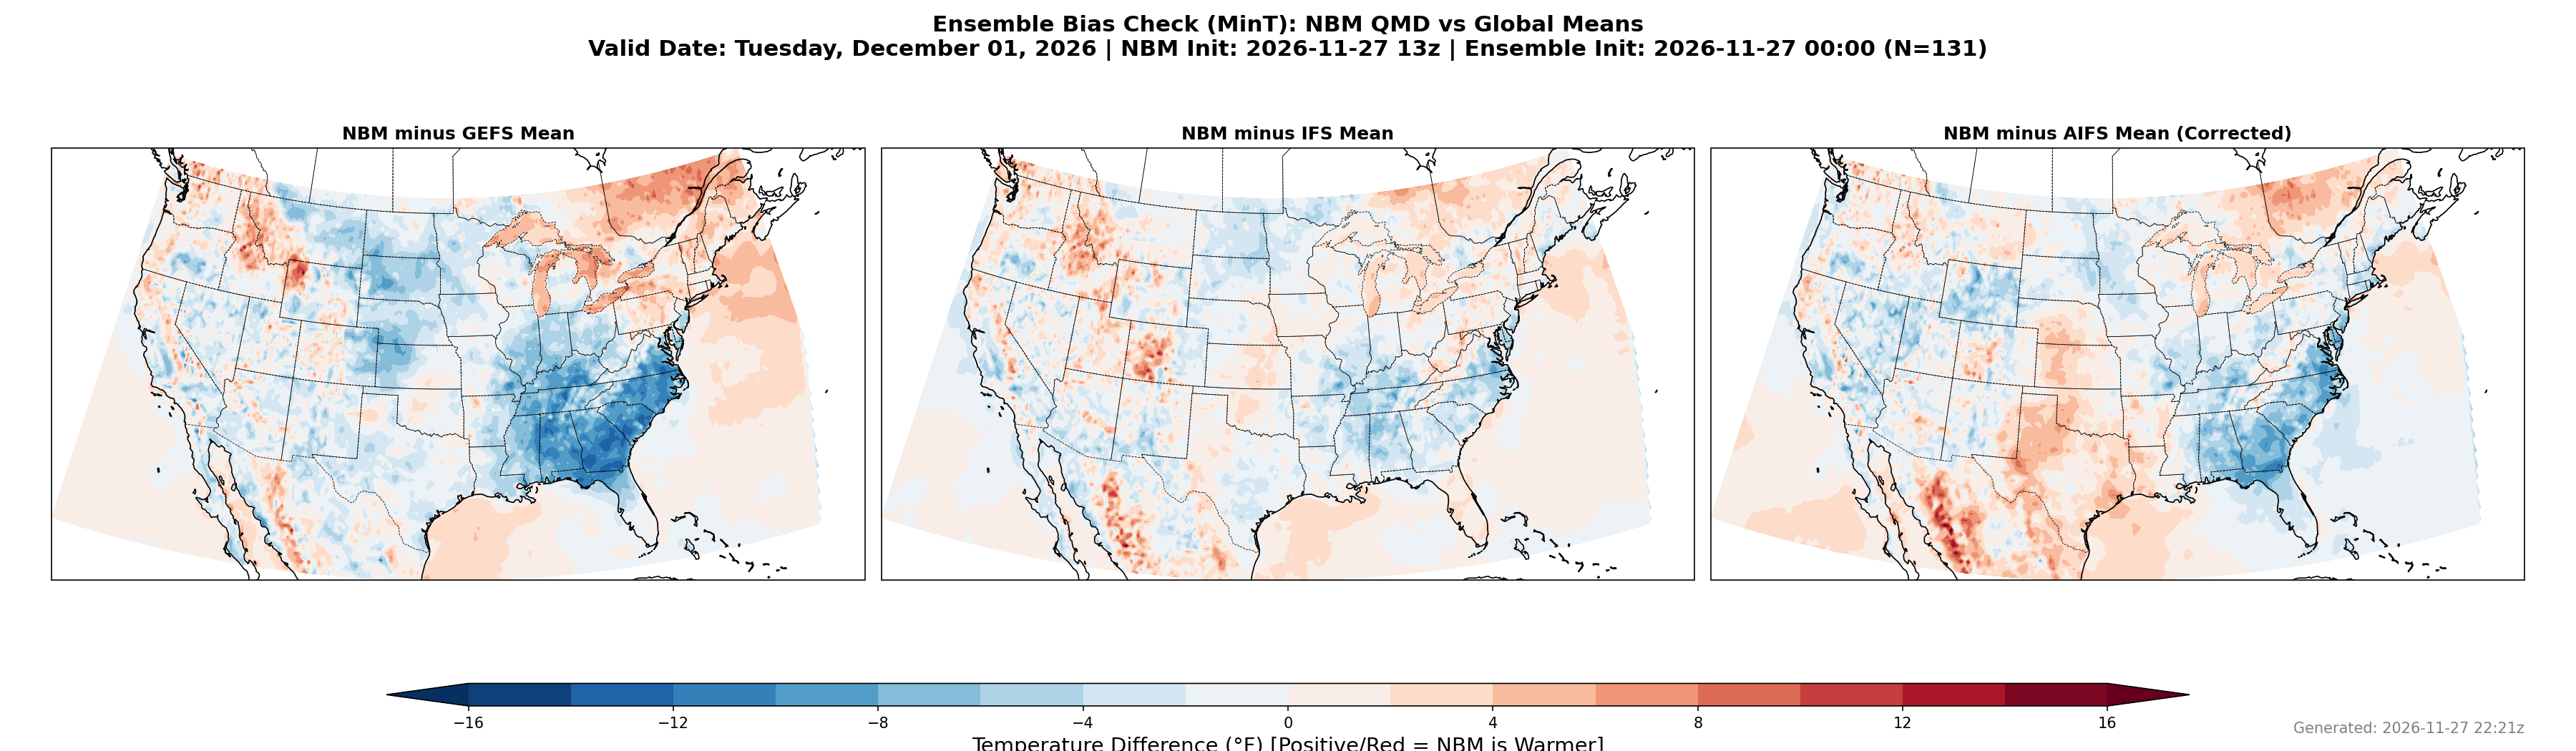 Ensemble Bias Check (MinT): NBM QMD vs Global Means
Valid Date: Tuesday, December 01, 2026 | NBM Init: 2026-11-27 13z | Ensemble Init: 2026-11-27 00:00 (N=131)
NBM minus GEFS Mean
NBM minus IFS Mean
NBM minus AIFS Mean (Corrected)
−16 −12 −8 −4 0 4 8 12 16
Temperature Difference (°F) [Positive/Red = NBM is Warmer]
Generated: 2026-11-27 22:21z